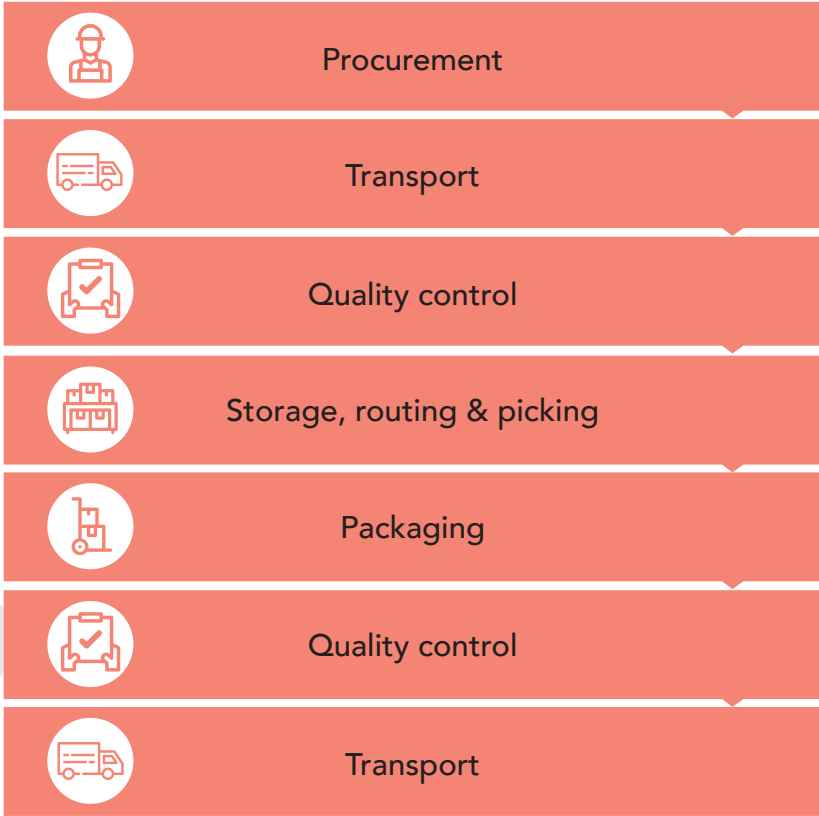 Procurement
Transport
Quality control
Storage, routing & picking
Packaging
Quality control
Transport